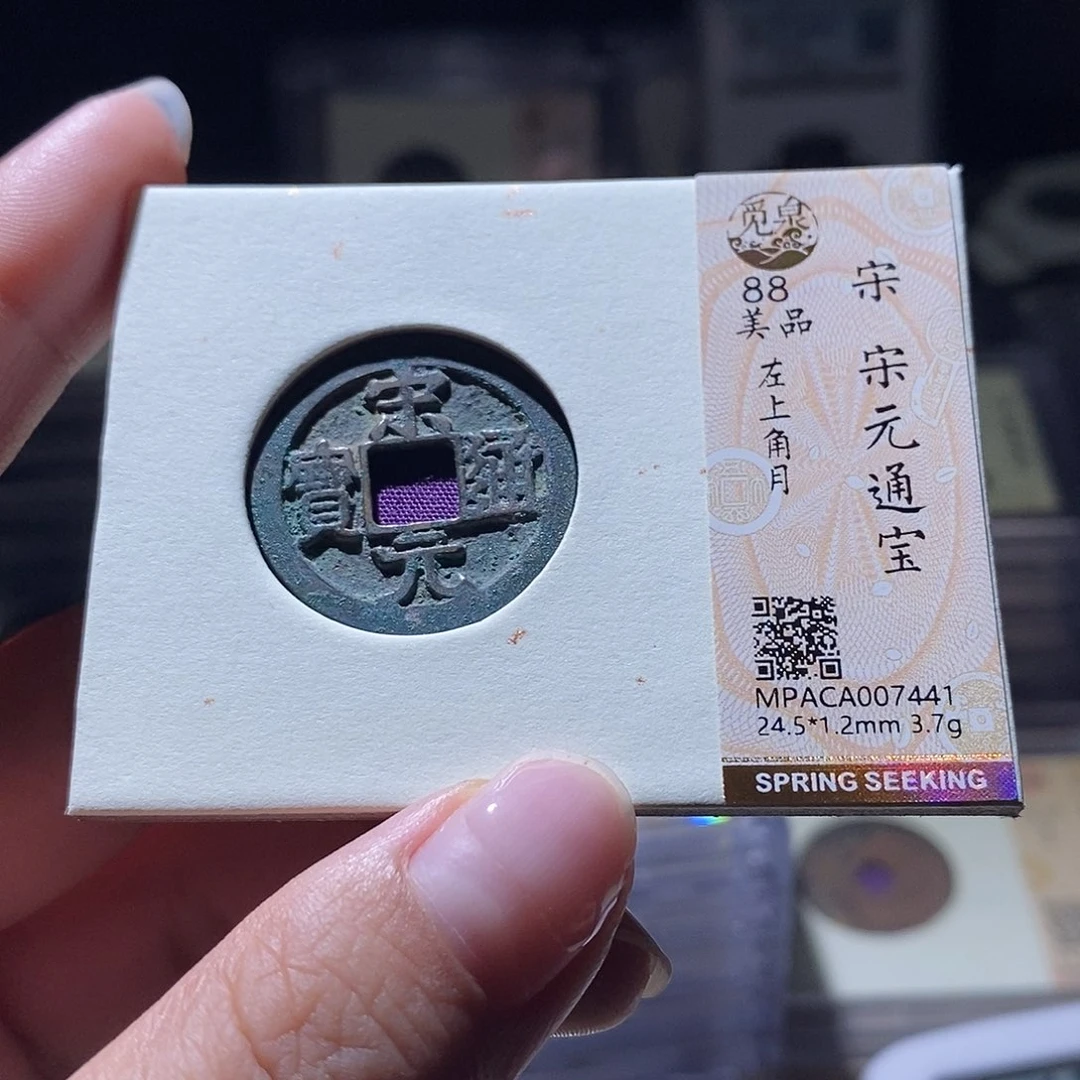 宋
元
通
寳
觅泉
88
美品
左上角月
宋 宋元通宝
MPACA007441
24.5*1.2mm 3.7g
SPRING SEEKING